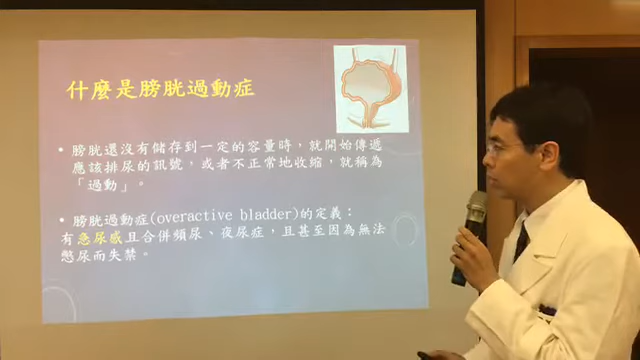 什麼是膀胱過動症
• 膀胱還沒有儲存到一定的容量時，就開始傳遞
應該排尿的訊號，或者不正常地收縮，就稱為
「過動」。
• 膀胱過動症(overactive bladder)的定義：
有急尿感且合併頻尿、夜尿症，且甚至因為無法
憋尿而失禁。